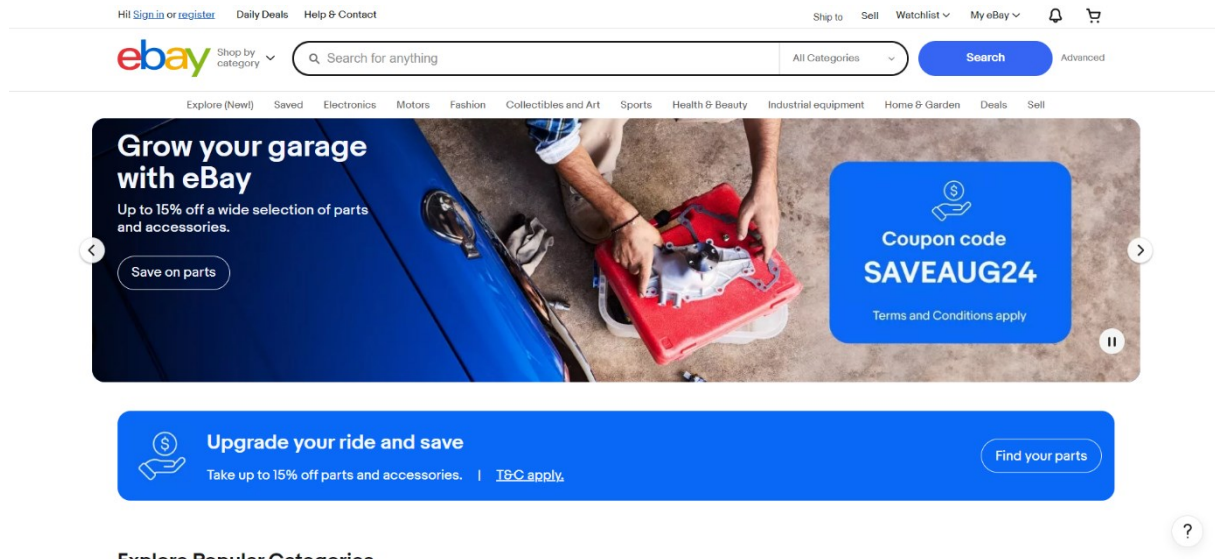 Hi! Sign in or register Daily Deals Help & Contact Ship to Sell Watchlist My eBay
ebay Shop by category Search for anything All Categories Search Advanced
Explore (New!) Saved Electronics Motors Fashion Collectibles and Art Sports Health & Beauty Industrial equipment Home & Garden Deals Sell
Grow your garage
with eBay
Up to 15% off a wide selection of parts
and accessories.
Save on parts
Coupon code
SAVEAUG24
Terms and Conditions apply
Upgrade your ride and save
Take up to 15% off parts and accessories. | T&C apply.
Find your parts
?
Explore Popular Categories